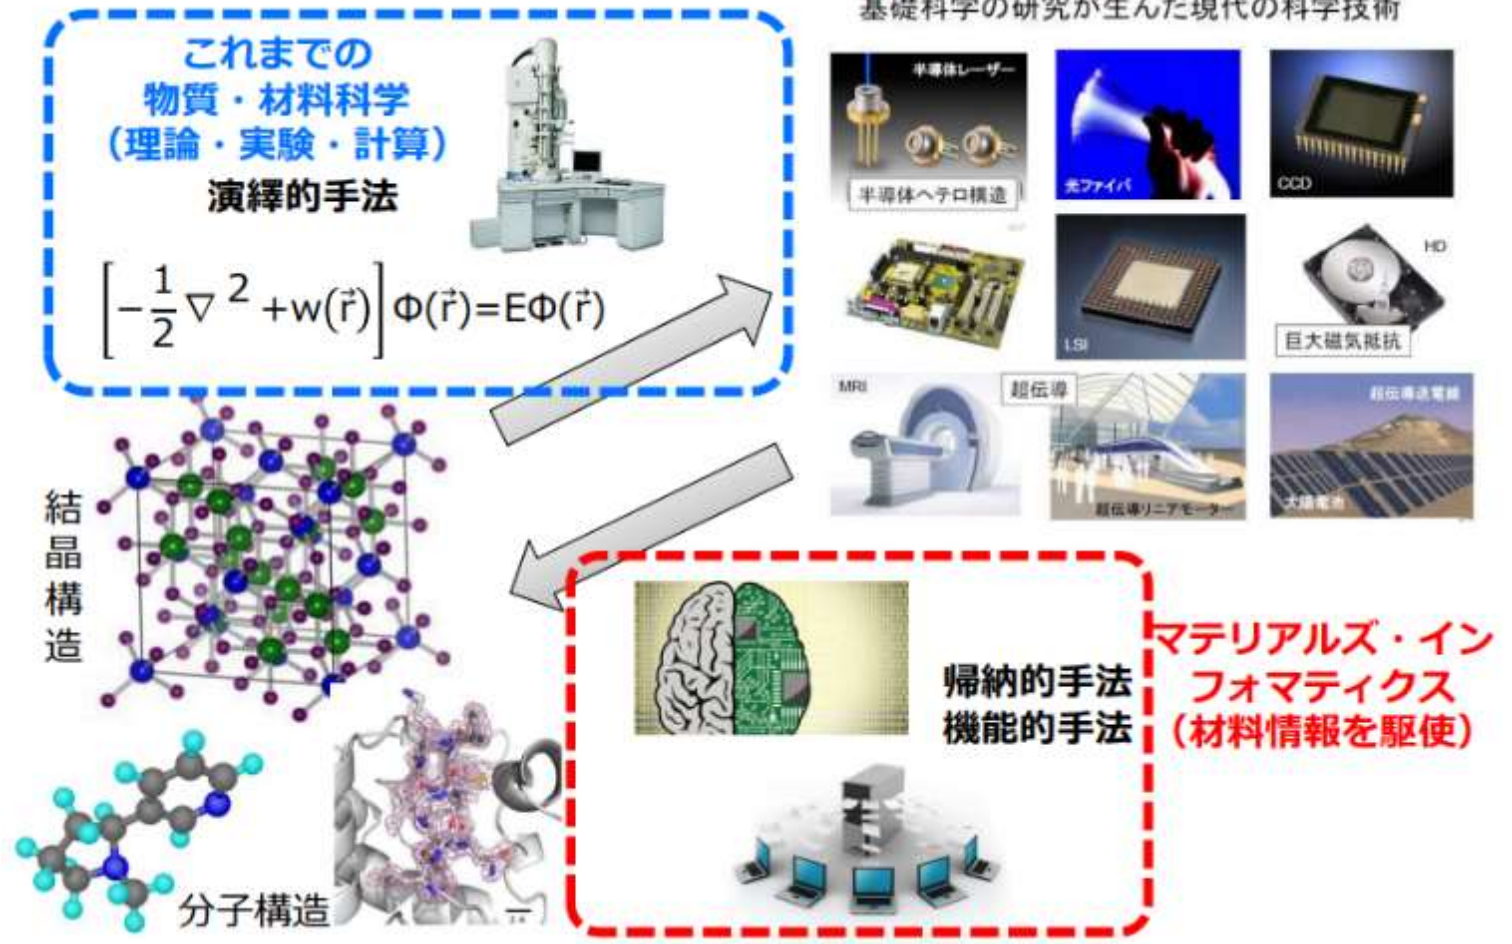 基礎科学の研究が生んだ現代の科学技術
これまでの
物質・材料科学
(理論・実験・計算)
演繹的手法
[-1/2 ∇² +w(r⃗)] Φ(r⃗)=EΦ(r⃗)
半導体レーザー
半導体ヘテロ構造
光ファイバ
CCD
LSI
HD
巨大磁気抵抗
MRI
超伝導
超伝導リニアモーター
超伝導送電線
太陽電池
結晶構造
分子構造
帰納的手法
機能的手法
マテリアルズ・イン
フォマティクス
(材料情報を駆使)